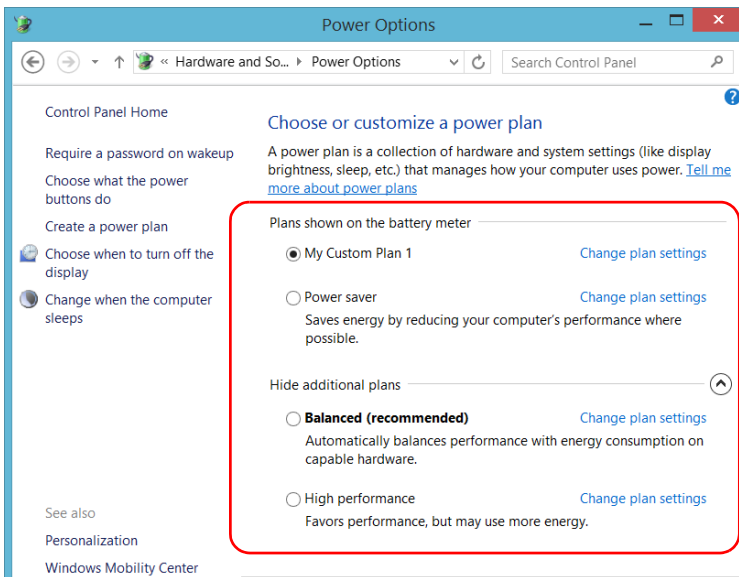 Power Options
« Hardware and So... Power Options
Search Control Panel
Control Panel Home
Require a password on wakeup
Choose what the power
buttons do
Create a power plan
Choose when to turn off the
display
Change when the computer
sleeps
See also
Personalization
Windows Mobility Center
Choose or customize a power plan
A power plan is a collection of hardware and system settings (like display
brightness, sleep, etc.) that manages how your computer uses power. Tell me
more about power plans
Plans shown on the battery meter
My Custom Plan 1 Change plan settings
Power saver Change plan settings
Saves energy by reducing your computer's performance where
possible.
Hide additional plans
Balanced (recommended) Change plan settings
Automatically balances performance with energy consumption on
capable hardware.
High performance Change plan settings
Favors performance, but may use more energy.